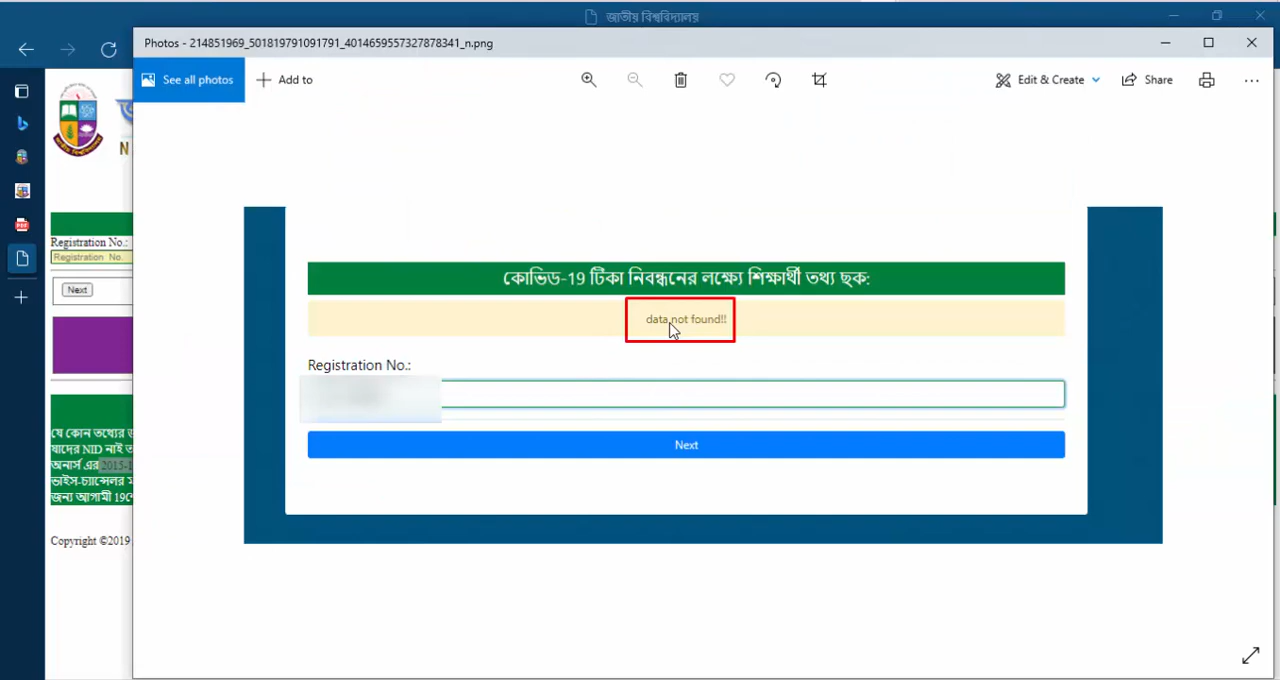 জাতীয় বিশ্ববিদ্যালয়
Photos - 214851969_501819791091791_4014659557327878341_n.png
See all photos
Add to
Edit & Create
Share
N
Registration No.:
Registration No.
Next
কোভিড-19 টিকা নিবন্ধনের লক্ষ্যে শিক্ষার্থী তথ্য ছক:
data not found!!
Registration No.:
Next
যে কোন তথ্যের
যাদের NID নাই
অনার্স এর 2015-1
ভাইস-চ্যান্সেলর
জন্য আগামী 19শে
Copyright ©2019